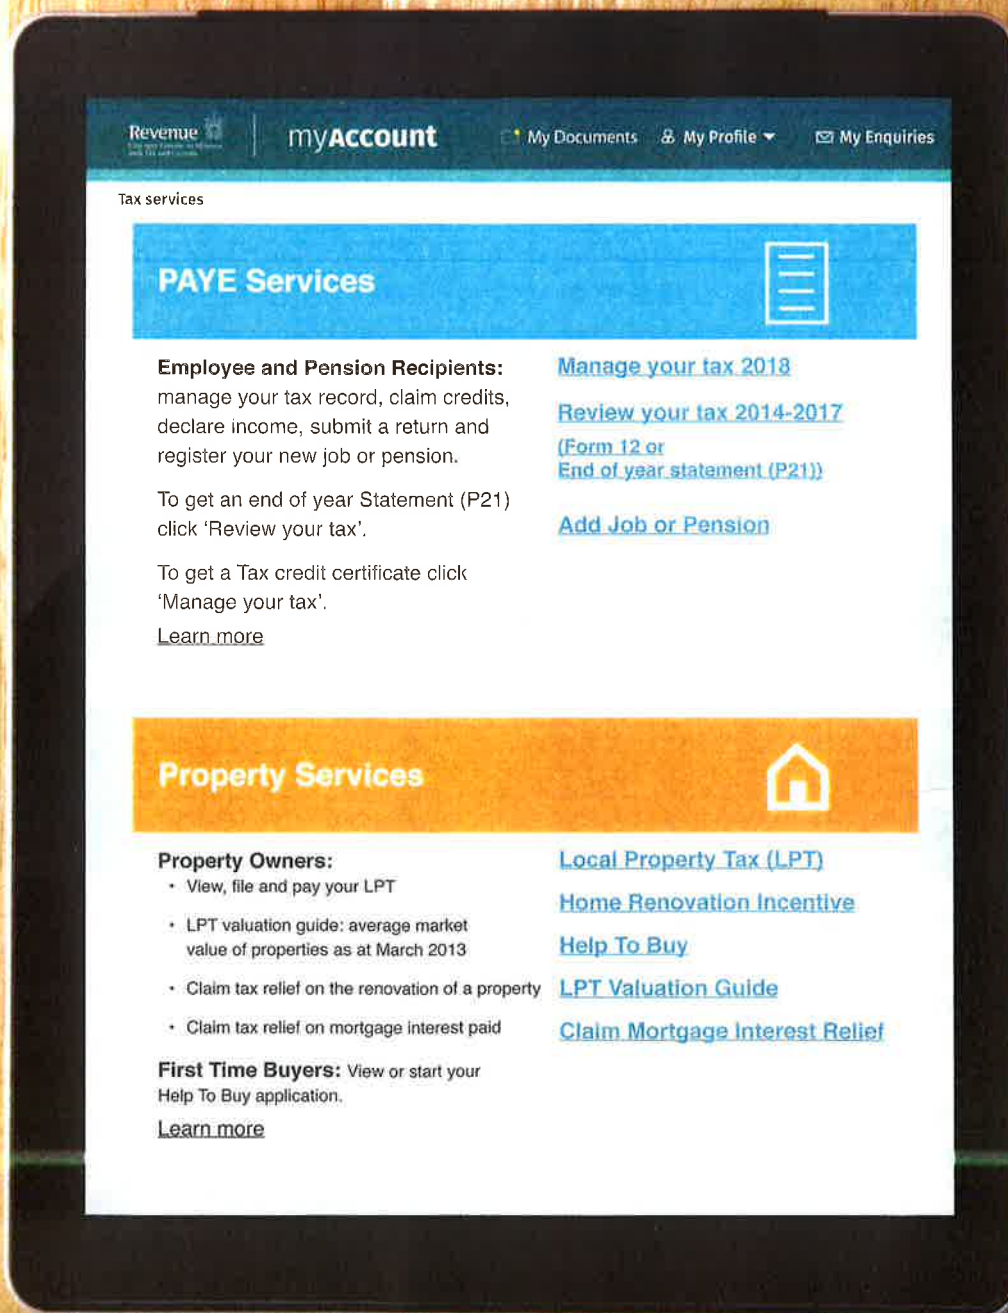 Revenue
myAccount
My Documents
My Profile
My Enquiries
Tax services
PAYE Services
Employee and Pension Recipients:
manage your tax record, claim credits,
declare income, submit a return and
register your new job or pension.
To get an end of year Statement (P21)
click ‘Review your tax’.
To get a Tax credit certificate click
‘Manage your tax’.
Learn more
Manage your tax 2018
Review your tax 2014-2017
(Form 12 or
End of year statement (P21))
Add Job or Pension
Property Services
Property Owners:
• View, file and pay your LPT
• LPT valuation guide: average market
value of properties as at March 2013
• Claim tax relief on the renovation of a property
• Claim tax relief on mortgage interest paid
First Time Buyers: View or start your
Help To Buy application.
Learn more
Local Property Tax (LPT)
Home Renovation Incentive
Help To Buy
LPT Valuation Guide
Claim Mortgage Interest Relief